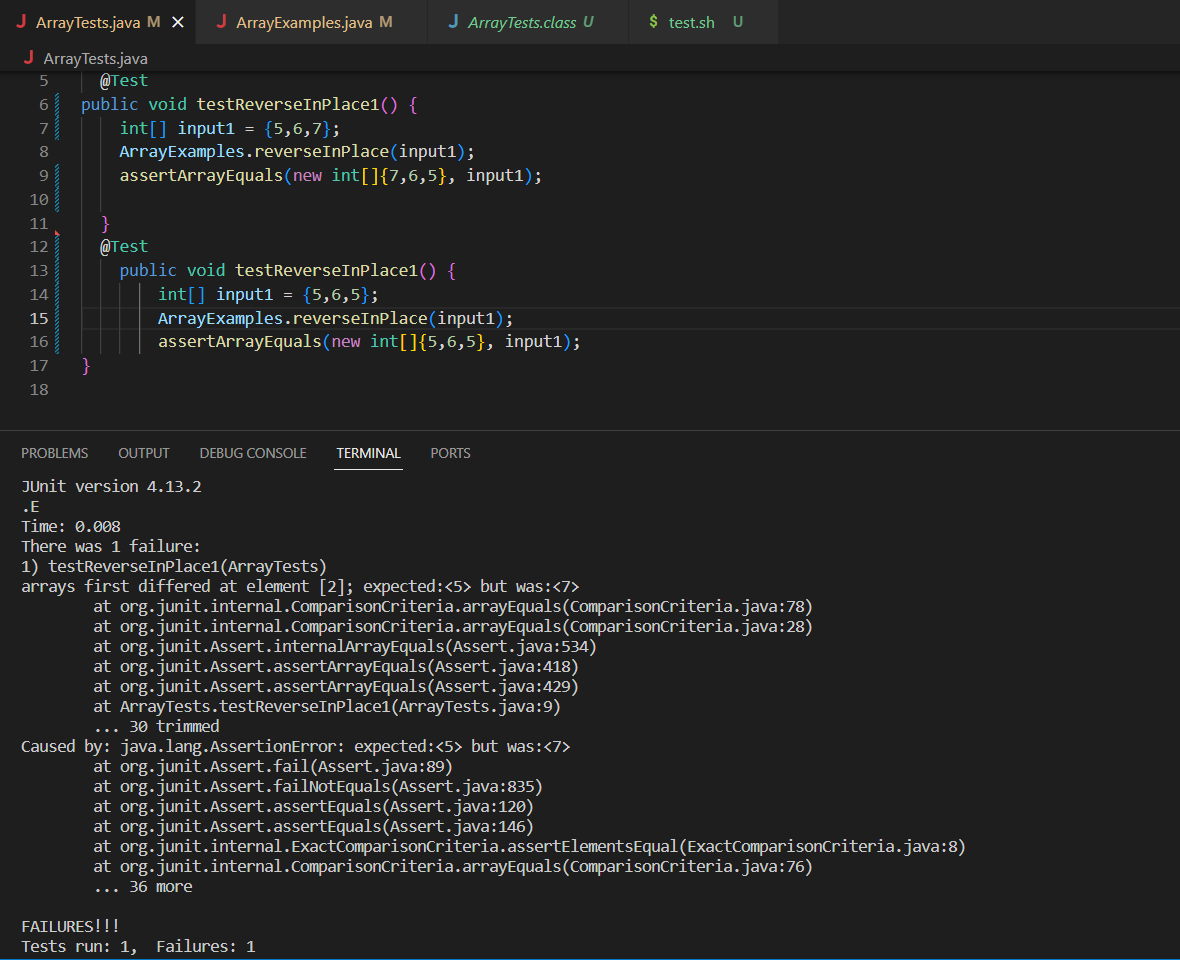 J ArrayTests.java M × J ArrayExamples.java M J ArrayTests.class U $ test.sh U
J ArrayTests.java
5 @Test
6 public void testReverseInPlace1() {
7 int[] input1 = {5,6,7};
8 ArrayExamples.reverseInPlace(input1);
9 assertArrayEquals(new int[]{7,6,5}, input1);
10
11 }
12 @Test
13 public void testReverseInPlace1() {
14 int[] input1 = {5,6,5};
15 ArrayExamples.reverseInPlace(input1);
16 assertArrayEquals(new int[]{5,6,5}, input1);
17 }
18
PROBLEMS OUTPUT DEBUG CONSOLE TERMINAL PORTS
JUnit version 4.13.2
.E
Time: 0.008
There was 1 failure:
1) testReverseInPlace1(ArrayTests)
arrays first differed at element [2]; expected:<5> but was:<7>
at org.junit.internal.ComparisonCriteria.arrayEquals(ComparisonCriteria.java:78)
at org.junit.internal.ComparisonCriteria.arrayEquals(ComparisonCriteria.java:28)
at org.junit.Assert.internalArrayEquals(Assert.java:534)
at org.junit.Assert.assertArrayEquals(Assert.java:418)
at org.junit.Assert.assertArrayEquals(Assert.java:429)
at ArrayTests.testReverseInPlace1(ArrayTests.java:9)
... 30 trimmed
Caused by: java.lang.AssertionError: expected:<5> but was:<7>
at org.junit.Assert.fail(Assert.java:89)
at org.junit.Assert.failNotEquals(Assert.java:835)
at org.junit.Assert.assertEquals(Assert.java:120)
at org.junit.Assert.assertEquals(Assert.java:146)
at org.junit.internal.ExactComparisonCriteria.assertElementsEqual(ExactComparisonCriteria.java:8)
at org.junit.internal.ComparisonCriteria.arrayEquals(ComparisonCriteria.java:76)
... 36 more
FAILURES!!!
Tests run: 1,  Failures: 1